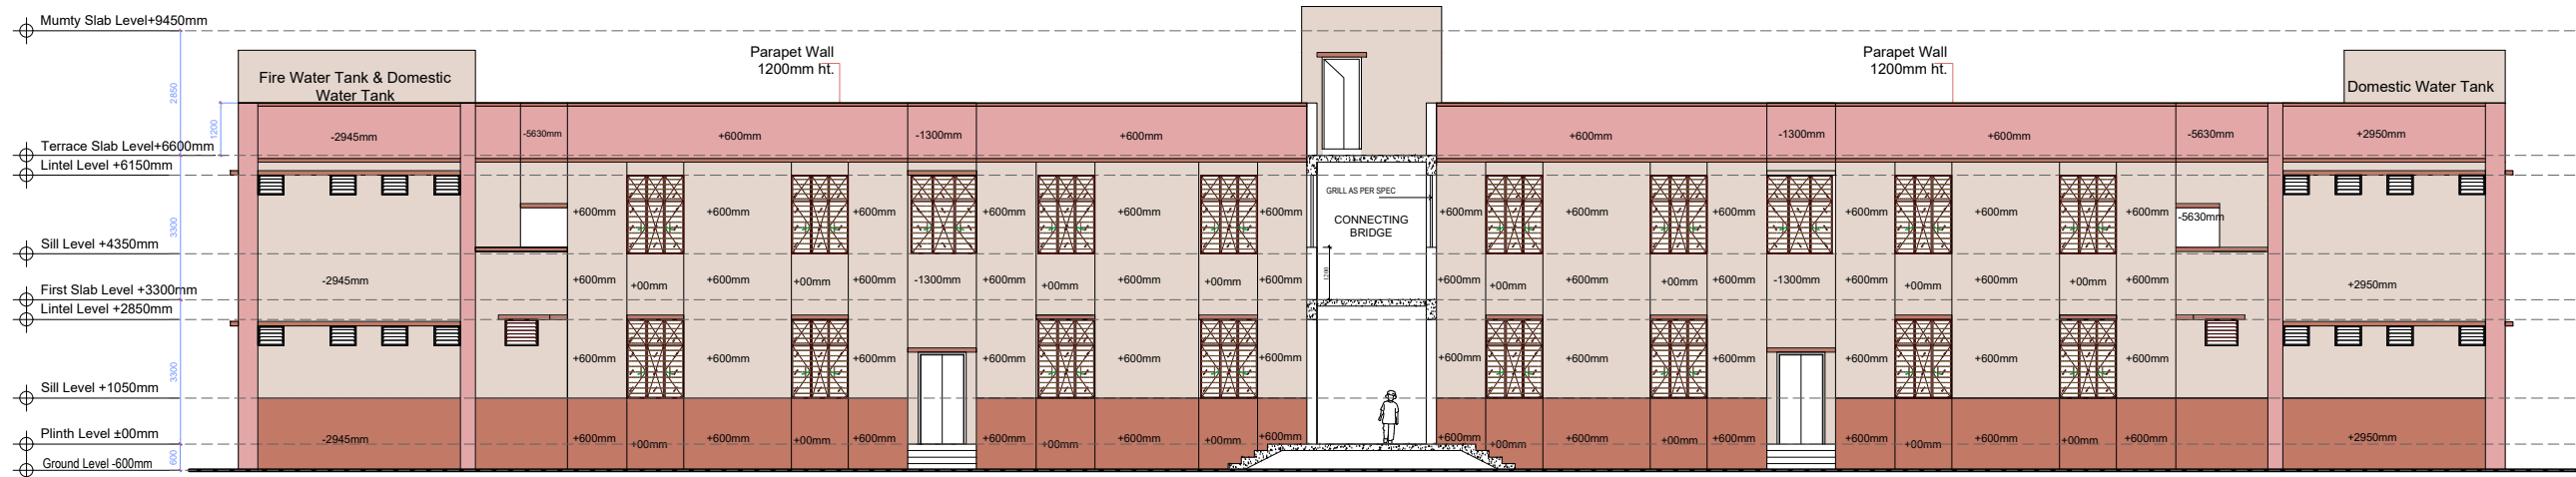 Mumty Slab Level+9450mm
Parapet Wall
1200mm ht.
Parapet Wall
1200mm ht.
Fire Water Tank & Domestic
Water Tank
Domestic Water Tank
2850
1200
-2945mm
-5630mm
+600mm
-1300mm
+600mm
+600mm
-1300mm
+600mm
-5630mm
+2950mm
Terrace Slab Level+6600mm
Lintel Level +6150mm
GRILL AS PER SPEC
CONNECTING
BRIDGE
3300
+600mm
+600mm
+600mm
+600mm
+600mm
+600mm
+600mm
+600mm
+600mm
+600mm
+600mm
+600mm
+600mm
-5630mm
Sill Level +4350mm
1200
-2945mm
+600mm
+00mm
+600mm
+00mm
+600mm
-1300mm
+600mm
+00mm
+600mm
+00mm
+600mm
+600mm
+00mm
+600mm
+00mm
+600mm
-1300mm
+600mm
+00mm
+600mm
+00mm
+600mm
+2950mm
First Slab Level +3300mm
Lintel Level +2850mm
3300
+600mm
+600mm
+600mm
+600mm
+600mm
+600mm
+600mm
+600mm
+600mm
+600mm
+600mm
+600mm
Sill Level +1050mm
-2945mm
+600mm
+00mm
+600mm
+00mm
+600mm
+600mm
+00mm
+600mm
+00mm
+600mm
+600mm
+00mm
+600mm
+00mm
+600mm
+600mm
+00mm
+600mm
+00mm
+600mm
+2950mm
Plinth Level ±00mm
600
Ground Level -600mm